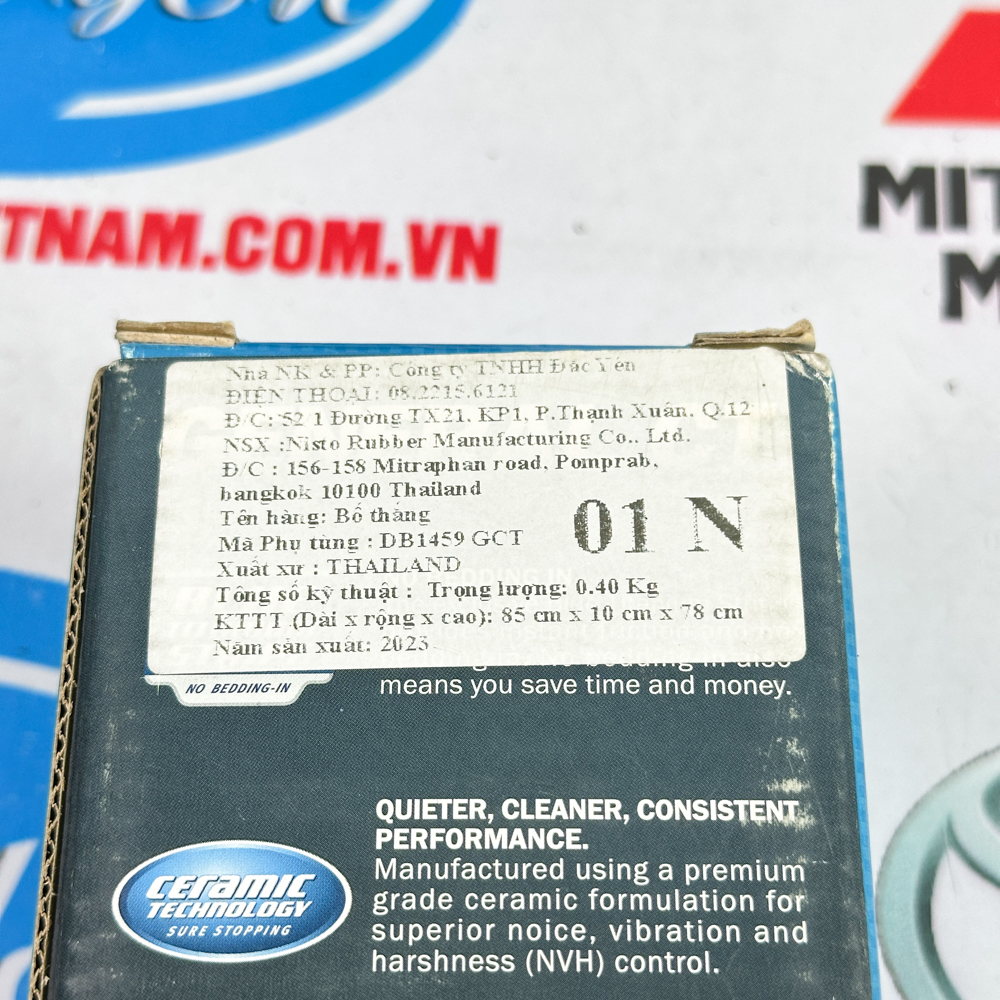 TNAM.COM.VN
MIT
M
Nhà NK & PP: Công ty TNHH Đắc Yến
ĐIỆN THOẠI: 08.2215.6121
Đ/C: 52 1 Đường TX21. KP1, P.Thạnh Xuân. Q.12
NSX :Nisto Rubber Manufacturing Co.. Ltd.
Đ/C : 156-158 Mitraphan road, Pomprab,
bangkok 10100 Thailand
Tên hàng: Bố thắng
01 N
Mã Phụ tùng : DB1459 GCT
Xuất xứ : THAILAND
Tổng số kỹ thuật : Trọng lượng: 0.40 Kg
KTTT (Dài x rộng x cao): 85 cm x 10 cm x 78 cm
Năm sản xuất: 2023
bedding-in also
NO BEDDING-IN
means you save time and money.
QUIETER, CLEANER, CONSISTENT
PERFORMANCE.
Manufactured using a premium
grade ceramic formulation for
superior noice, vibration and
harshness (NVH) control.
CERAMIC
TECHNOLOGY
SURE STOPPING